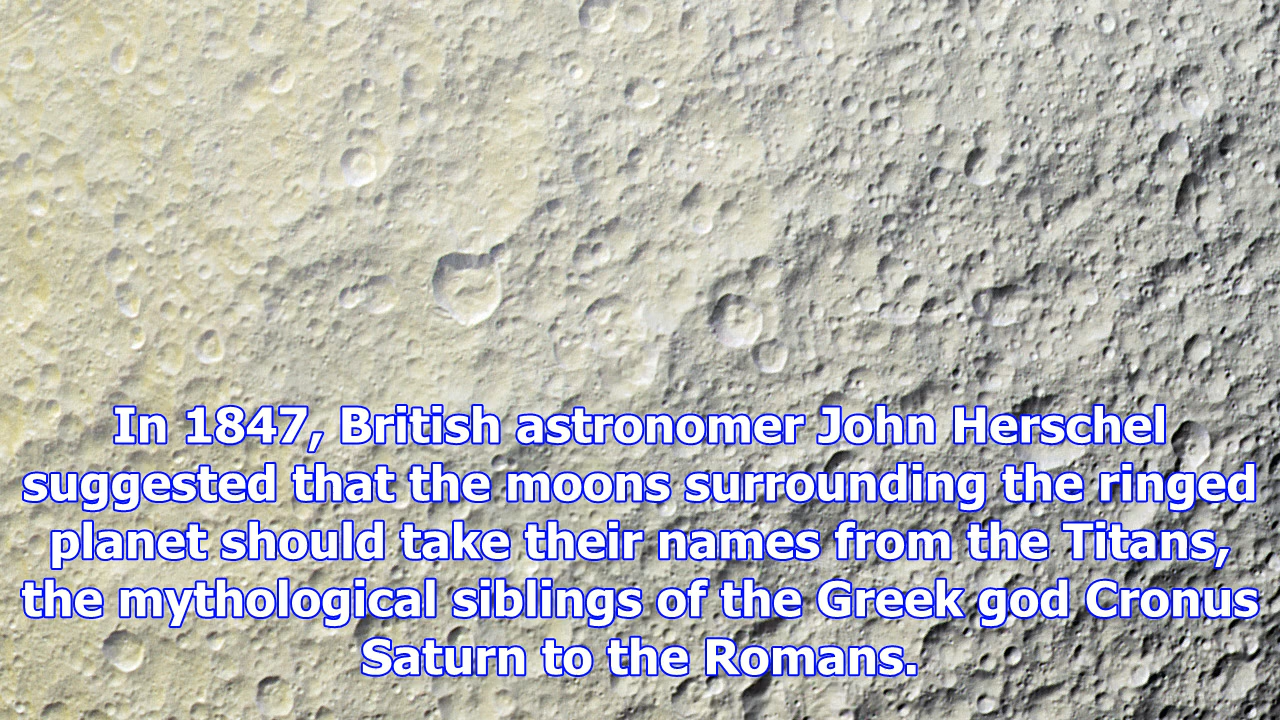 In 1847, British astronomer John Herschel
suggested that the moons surrounding the ringed
planet should take their names from the Titans,
the mythological siblings of the Greek god Cronus
Saturn to the Romans.